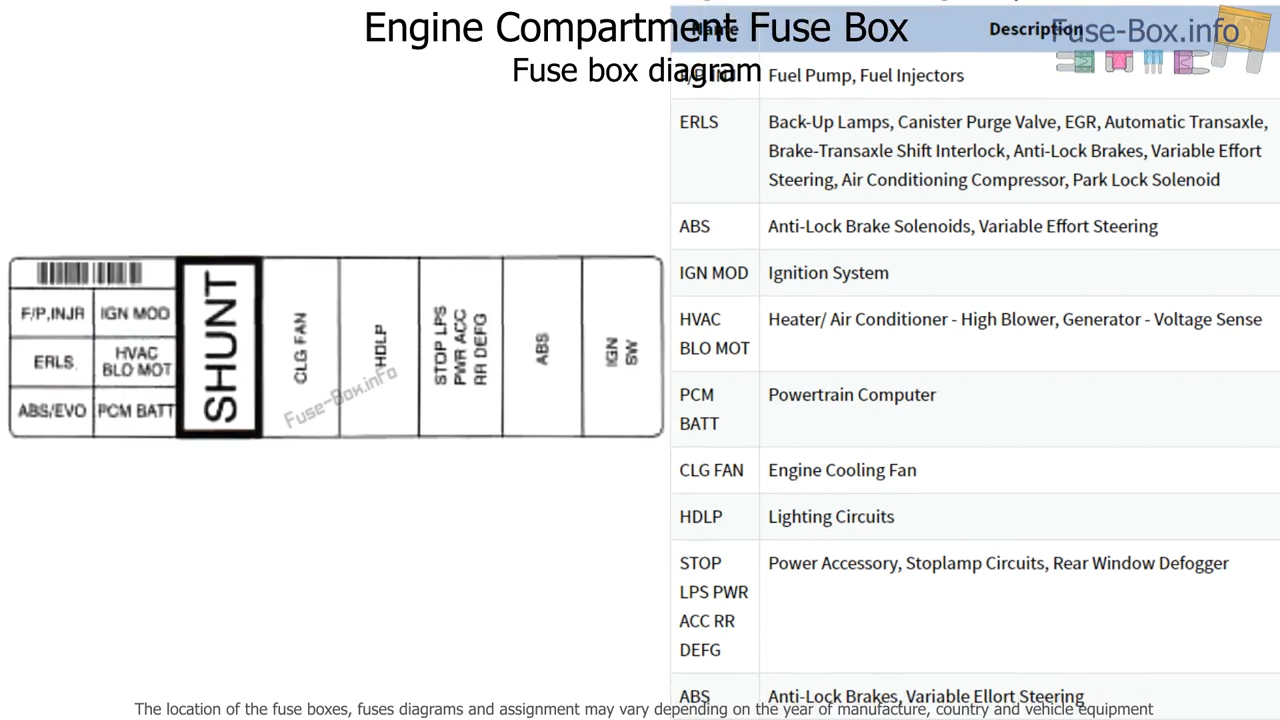 Engine Compartment Fuse Box
Fuse box diagram
Fuse-Box.info
Name Description
F/P, INJ Fuel Pump, Fuel Injectors
ERLS Back-Up Lamps, Canister Purge Valve, EGR, Automatic Transaxle,
Brake-Transaxle Shift Interlock, Anti-Lock Brakes, Variable Effort
Steering, Air Conditioning Compressor, Park Lock Solenoid
ABS Anti-Lock Brake Solenoids, Variable Effort Steering
IGN MOD Ignition System
HVAC Heater/ Air Conditioner - High Blower, Generator - Voltage Sense
BLO MOT
PCM Powertrain Computer
BATT
CLG FAN Engine Cooling Fan
HDLP Lighting Circuits
STOP Power Accessory, Stoplamp Circuits, Rear Window Defogger
LPS PWR
ACC RR
DEFG
ABS Anti-Lock Brakes, Variable Ellort Steering
F/P,INJR IGN MOD
ERLS. HVAC
BLO MOT
ABS/EVO PCM BATT
SHUNT
CLG FAN
HDLP
STOP LPS
PWR ACC
RR DEFG
ABS
IGN
SW
Fuse-Box.inFo
The location of the fuse boxes, fuses diagrams and assignment may vary depending on the year of manufacture, country and vehicle equipment